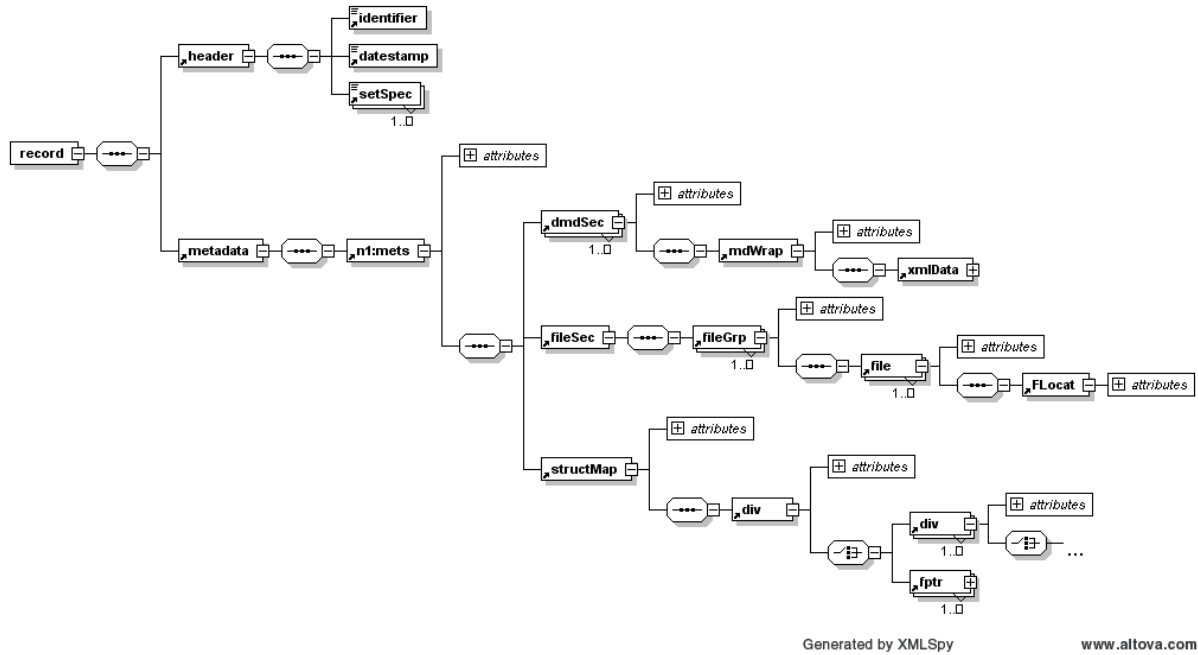 identifier
header
datestamp
setSpec
1..
record
attributes
attributes
dmdSec
1..
attributes
metadata
n1:mets
mdWrap
xmlData
attributes
fileSec
fileGrp
1..
attributes
file
1..
FLocat
attributes
attributes
structMap
attributes
div
attributes
div
1..
...
fptr
1..
Generated by XMLSpy
www.altova.com